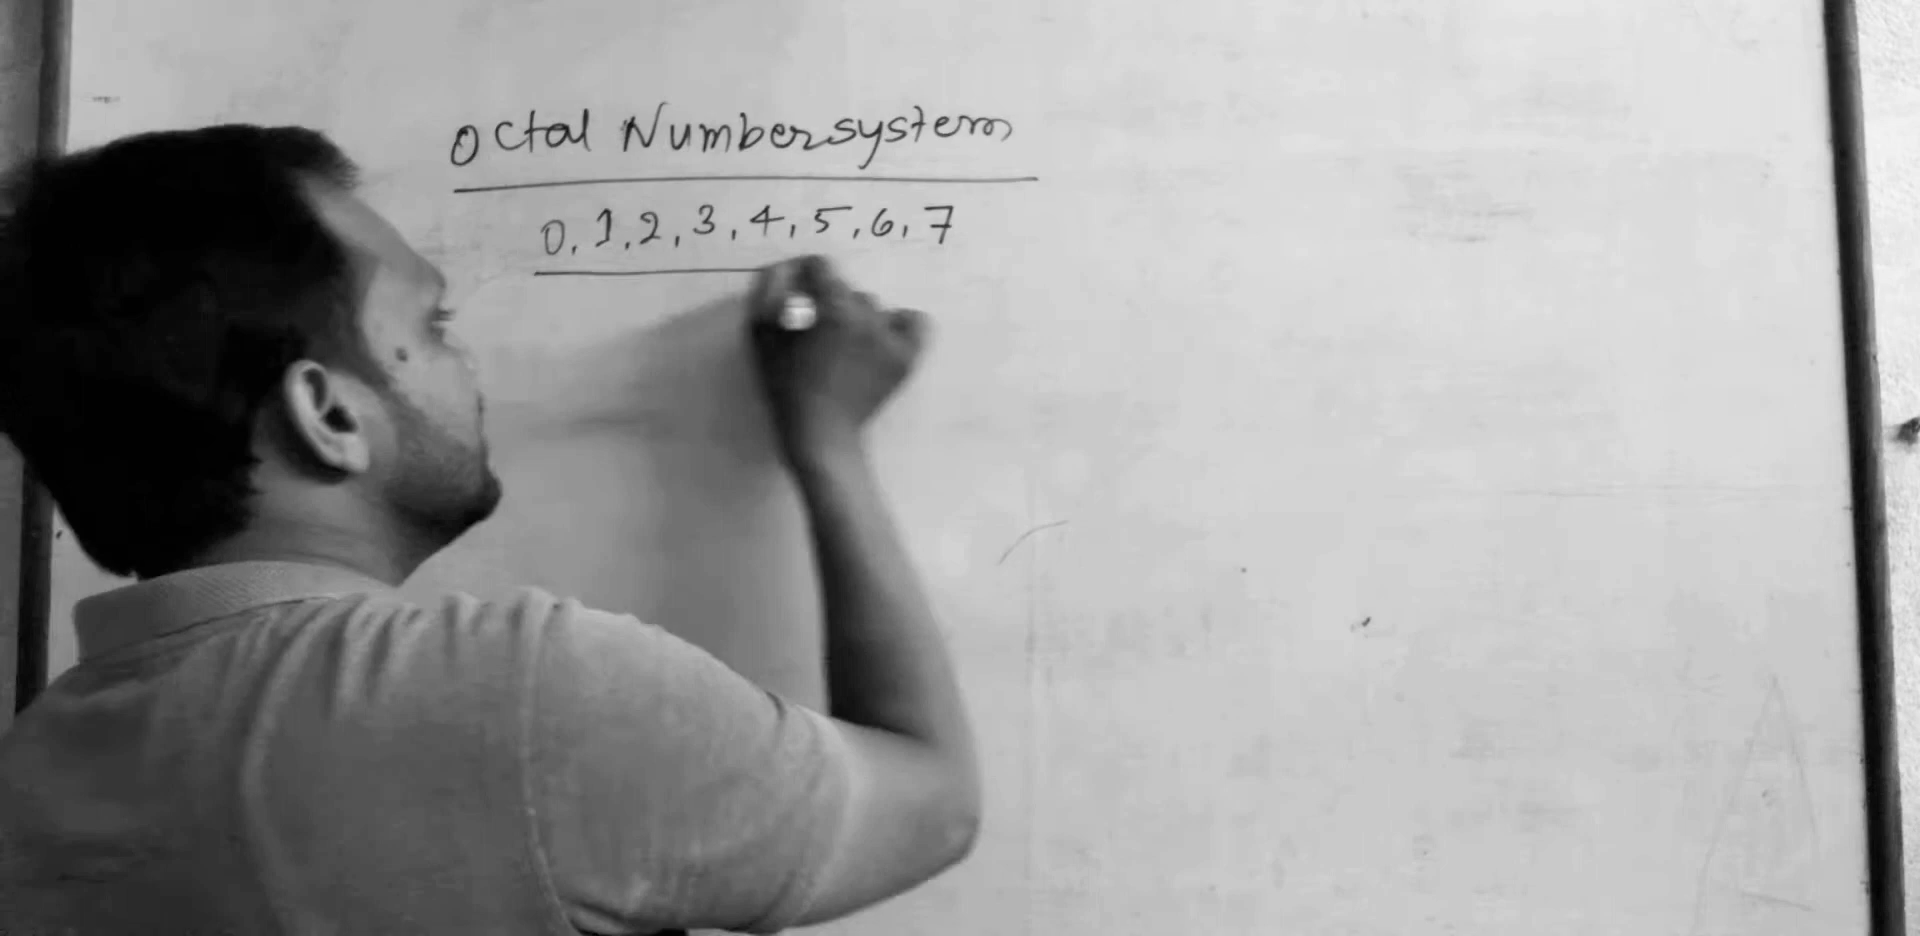 Octal Number system
0, 1, 2, 3, 4, 5, 6, 7